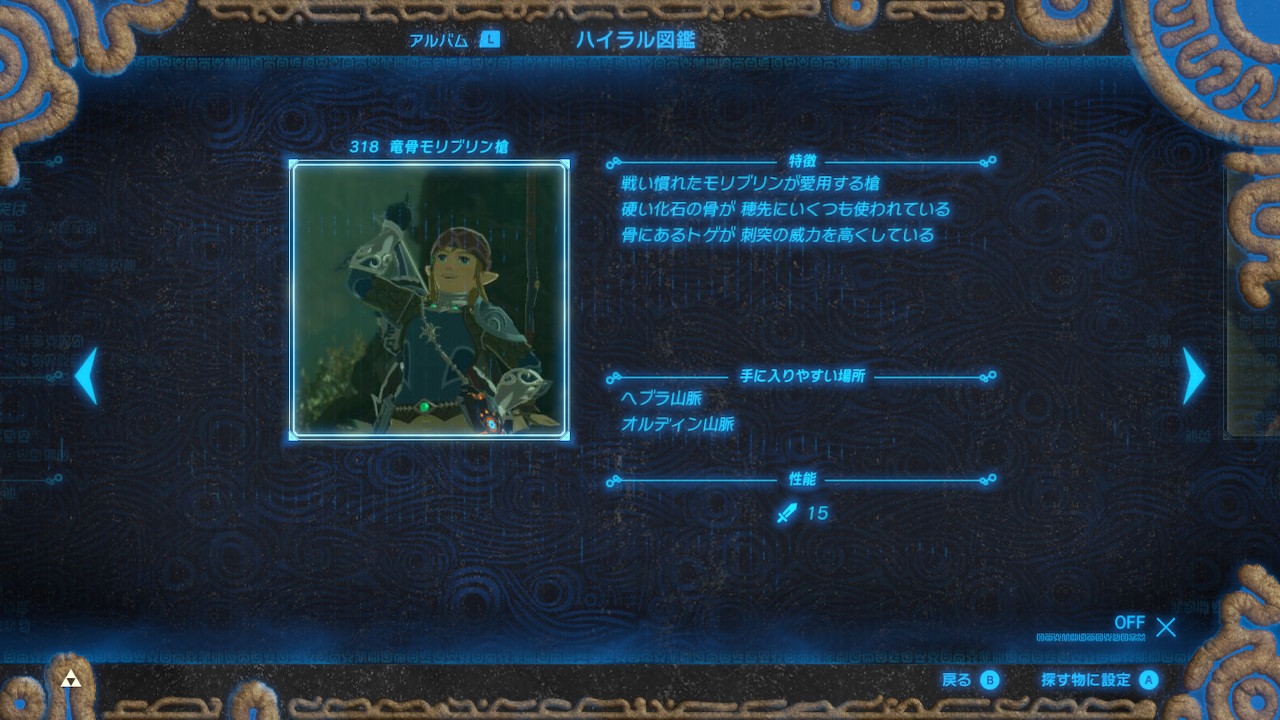 アルバム L
ハイラル図鑑
318 竜骨モリブリン槍
特徴
戦い慣れたモリブリンが愛用する槍
硬い化石の骨が 穂先にいくつも使われている
骨にあるトゲが 刺突の威力を高くしている
手に入りやすい場所
ヘブラ山脈
オルディン山脈
性能
15
OFF
戻る B
探す物に設定 A